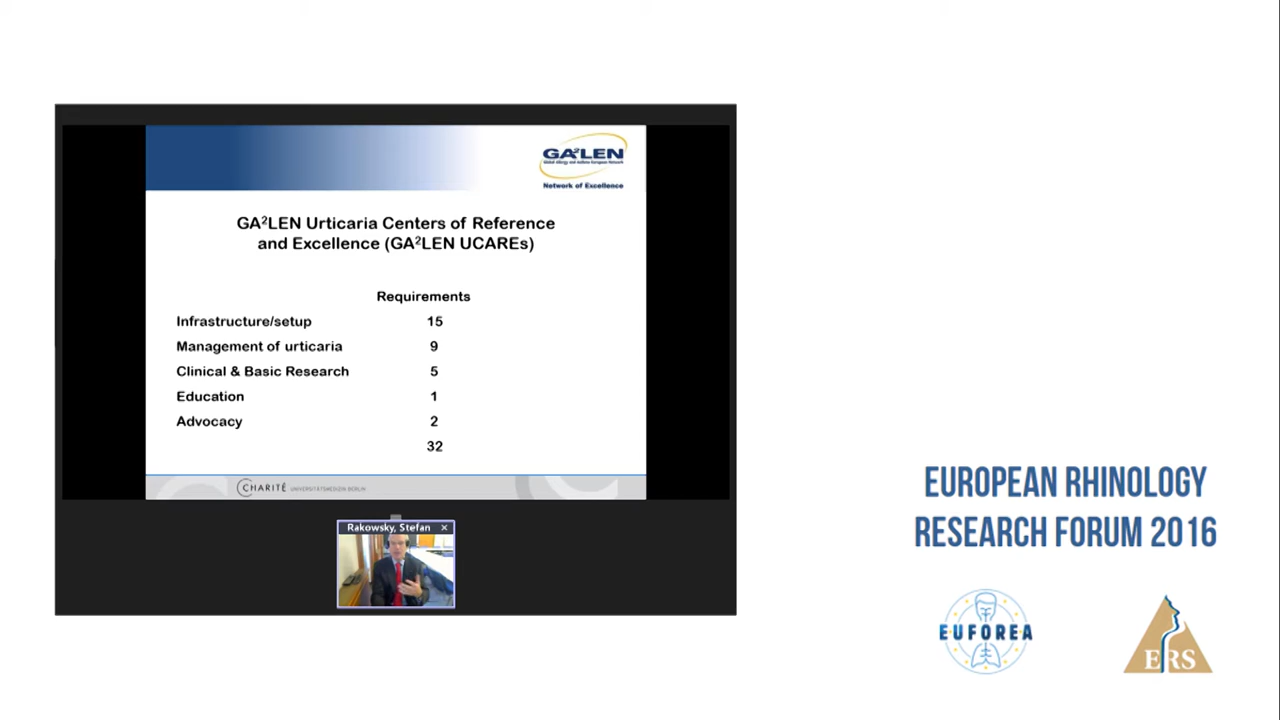 GA²LEN
Global Allergy and Asthma European Network
Network of Excellence
GA²LEN Urticaria Centers of Reference
and Excellence (GA²LEN UCAREs)
Requirements
Infrastructure/setup 15
Management of urticaria 9
Clinical & Basic Research 5
Education 1
Advocacy 2
32
CHARITÉ UNIVERSITÄTSMEDIZIN BERLIN
Rakowsky, Stefan
EUROPEAN RHINOLOGY
RESEARCH FORUM 2016
EUFOREA
ERS